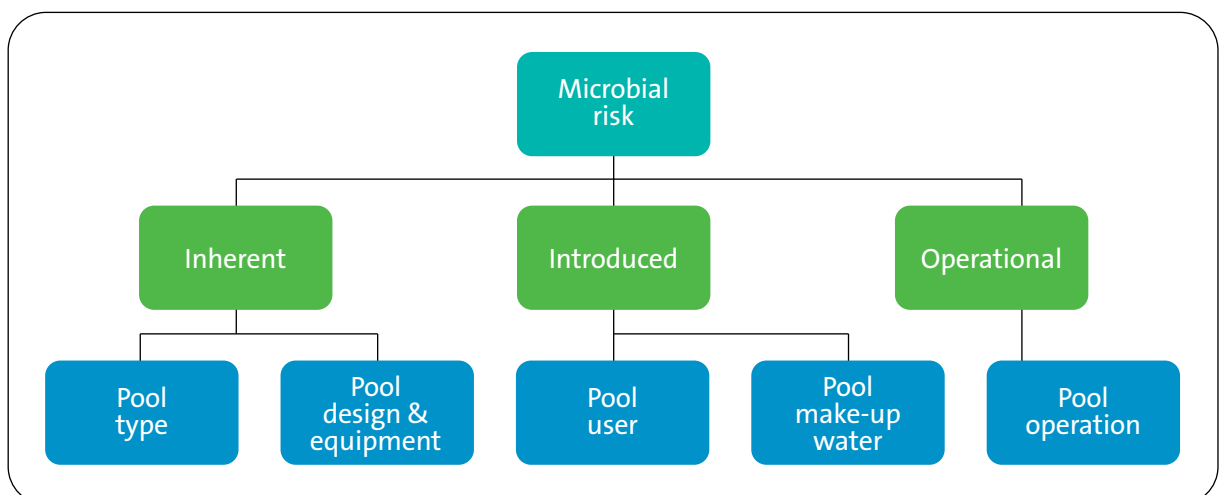 Microbial
risk
Inherent
Introduced
Operational
Pool
type
Pool
design &
equipment
Pool
user
Pool
make-up
water
Pool
operation